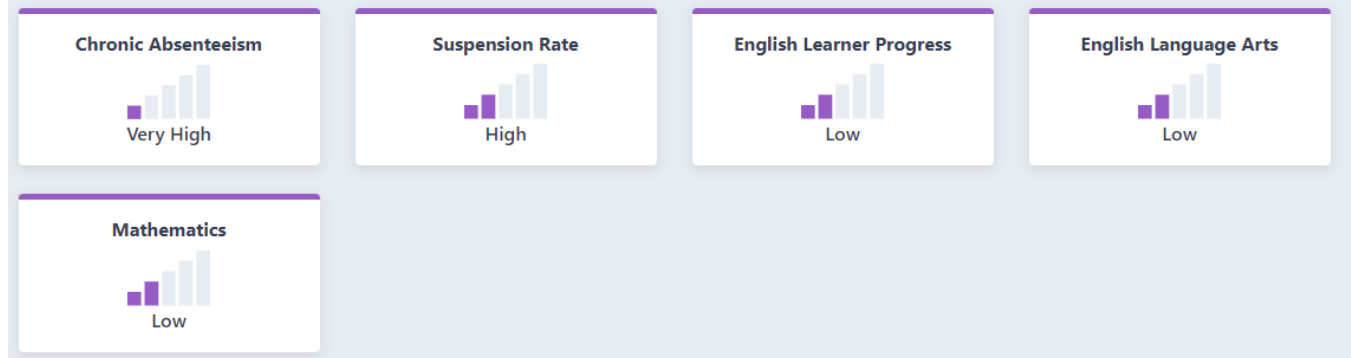 Chronic Absenteeism
Very High
Suspension Rate
High
English Learner Progress
Low
English Language Arts
Low
Mathematics
Low